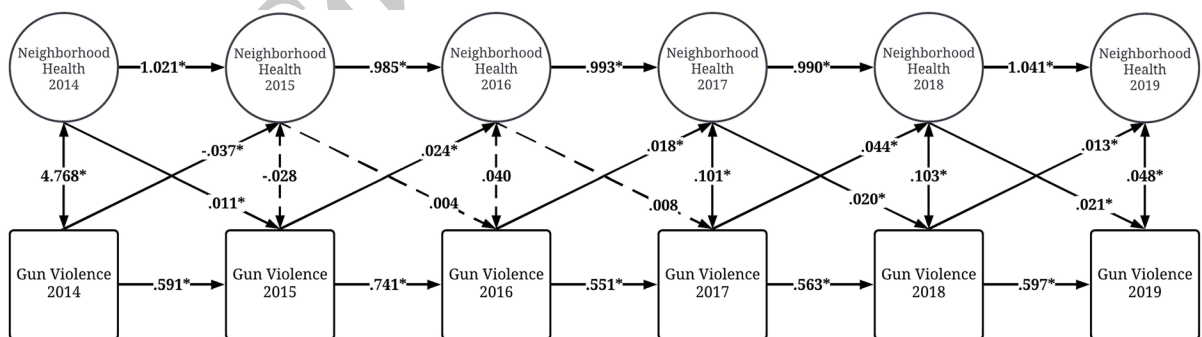 Neighborhood
Health
2014
1.021*
Neighborhood
Health
2015
.985*
Neighborhood
Health
2016
.993*
Neighborhood
Health
2017
.990*
Neighborhood
Health
2018
1.041*
Neighborhood
Health
2019
4.768*
-.037*
.011*
-.028
.024*
.004
.040
.018*
.008
.101*
.044*
.020*
.103*
.013*
.021*
.048*
Gun Violence
2014
.591*
Gun Violence
2015
.741*
Gun Violence
2016
.551*
Gun Violence
2017
.563*
Gun Violence
2018
.597*
Gun Violence
2019